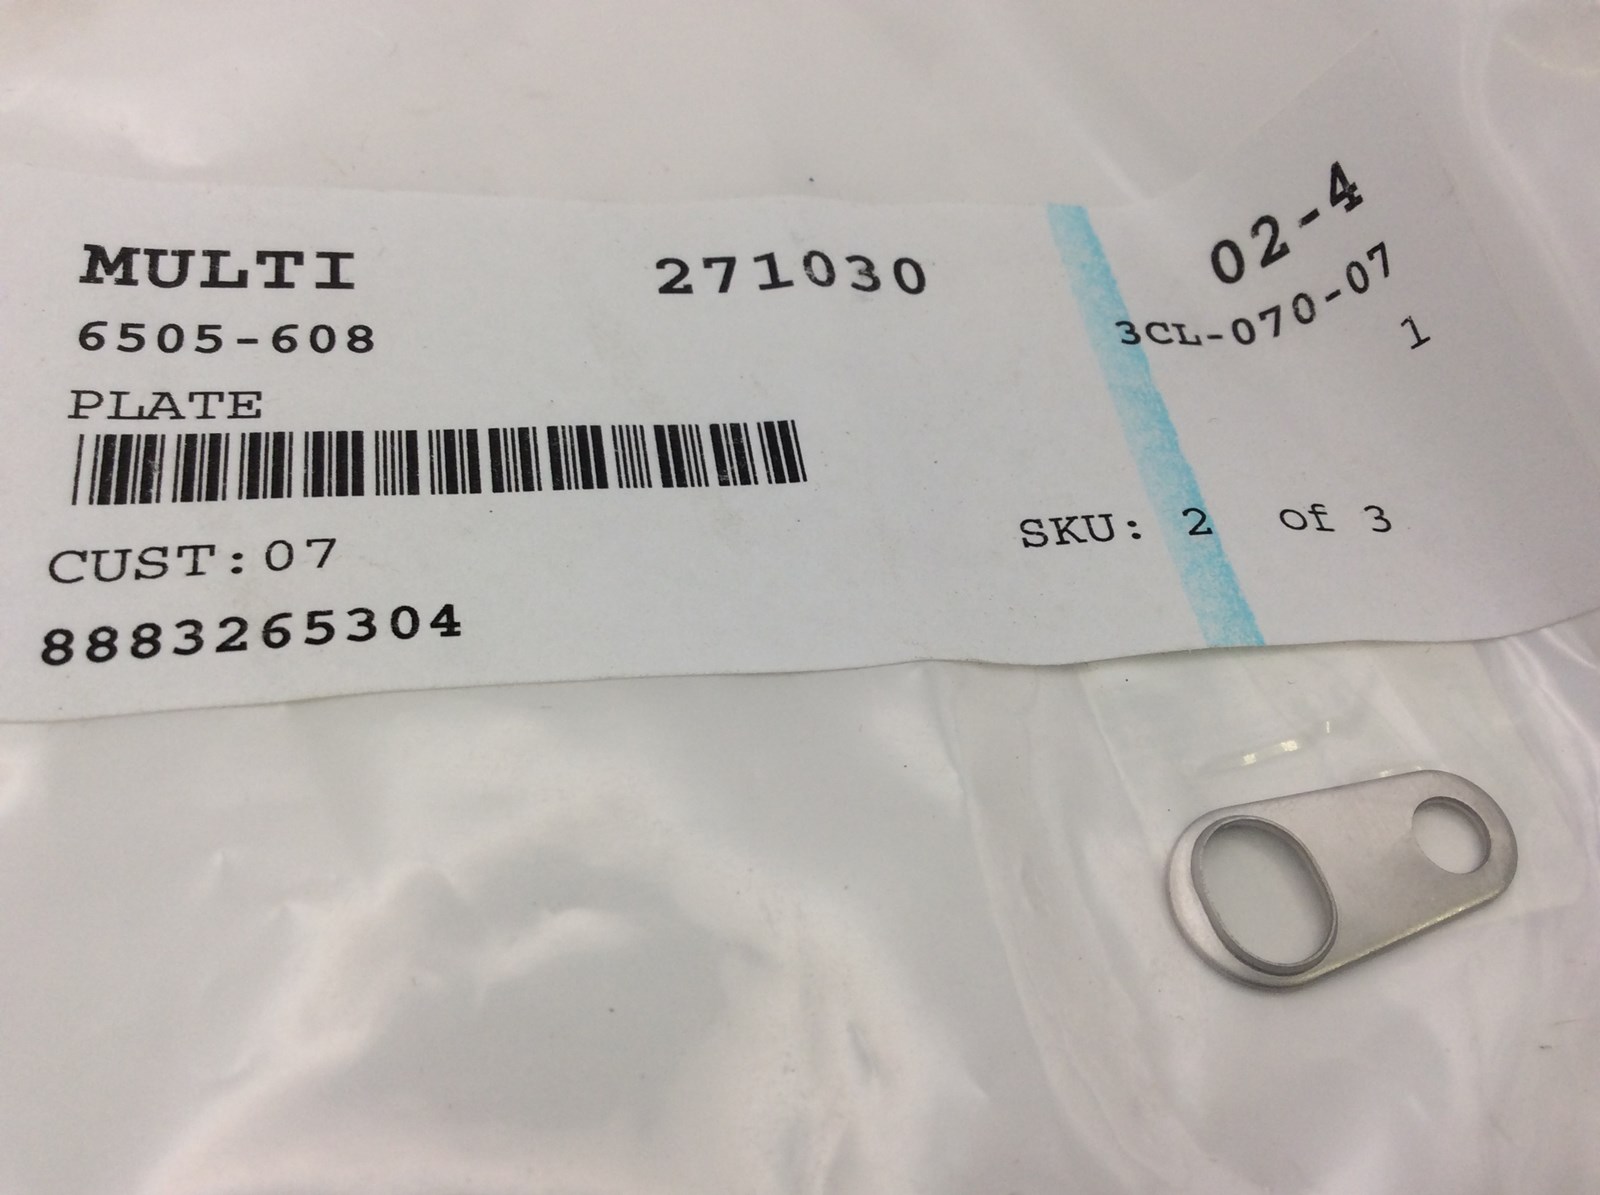 MULTI 271030 02-4
6505-608 3CL-070-07
1
PLATE
SKU: 2 of 3
CUST:07
8883265304